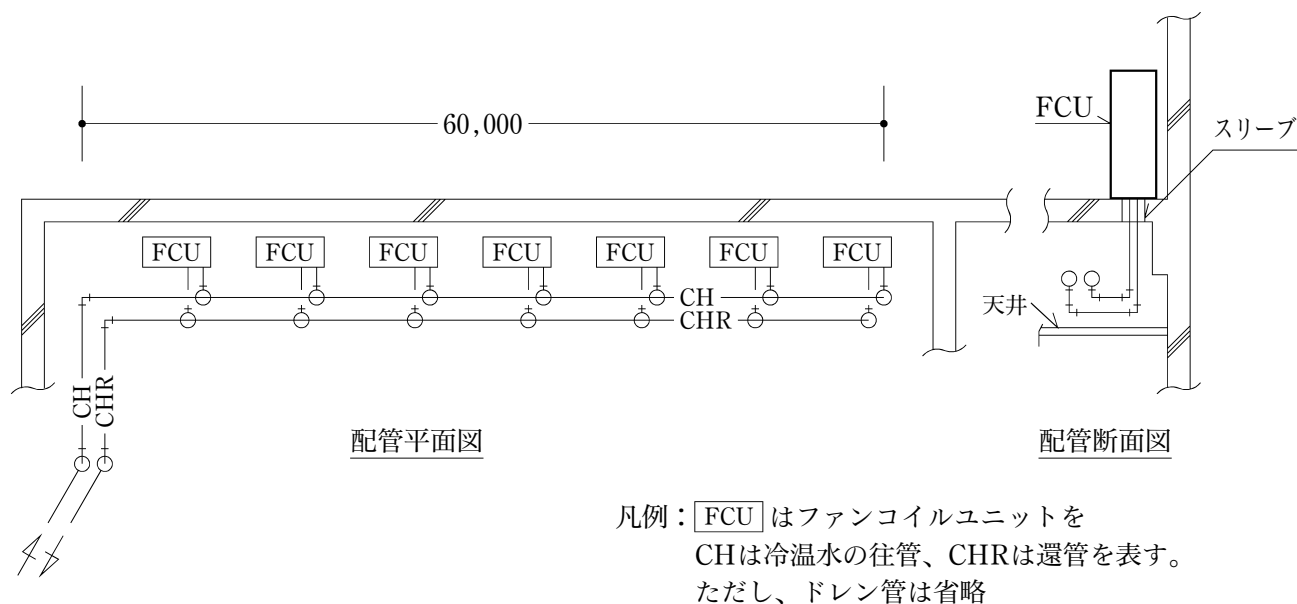 60,000
FCU
スリーブ
FCU FCU FCU FCU FCU FCU FCU
CH
CHR
天井
CH
CHR
配管平面図
配管断面図
凡例：FCUはファンコイルユニットを
CHは冷温水の往管、CHRは還管を表す。
ただし、ドレン管は省略